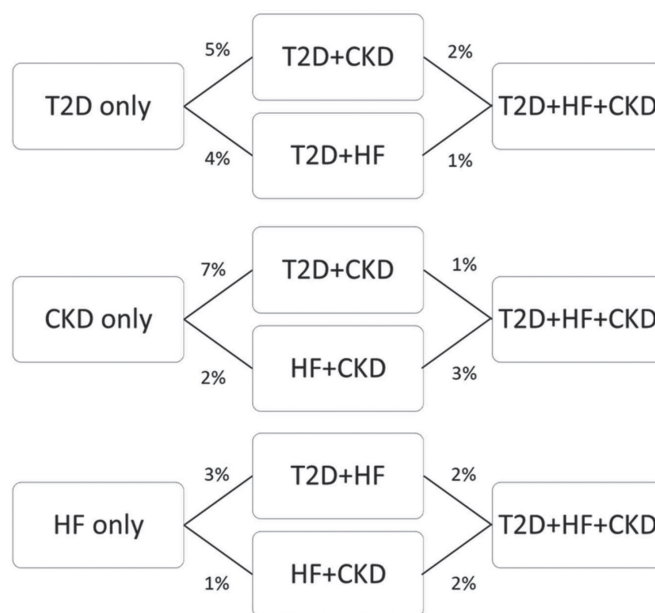 5%
T2D+CKD
2%
T2D only
T2D+HF+CKD
4%
T2D+HF
1%
7%
T2D+CKD
1%
CKD only
T2D+HF+CKD
2%
HF+CKD
3%
3%
T2D+HF
2%
HF only
T2D+HF+CKD
1%
HF+CKD
2%